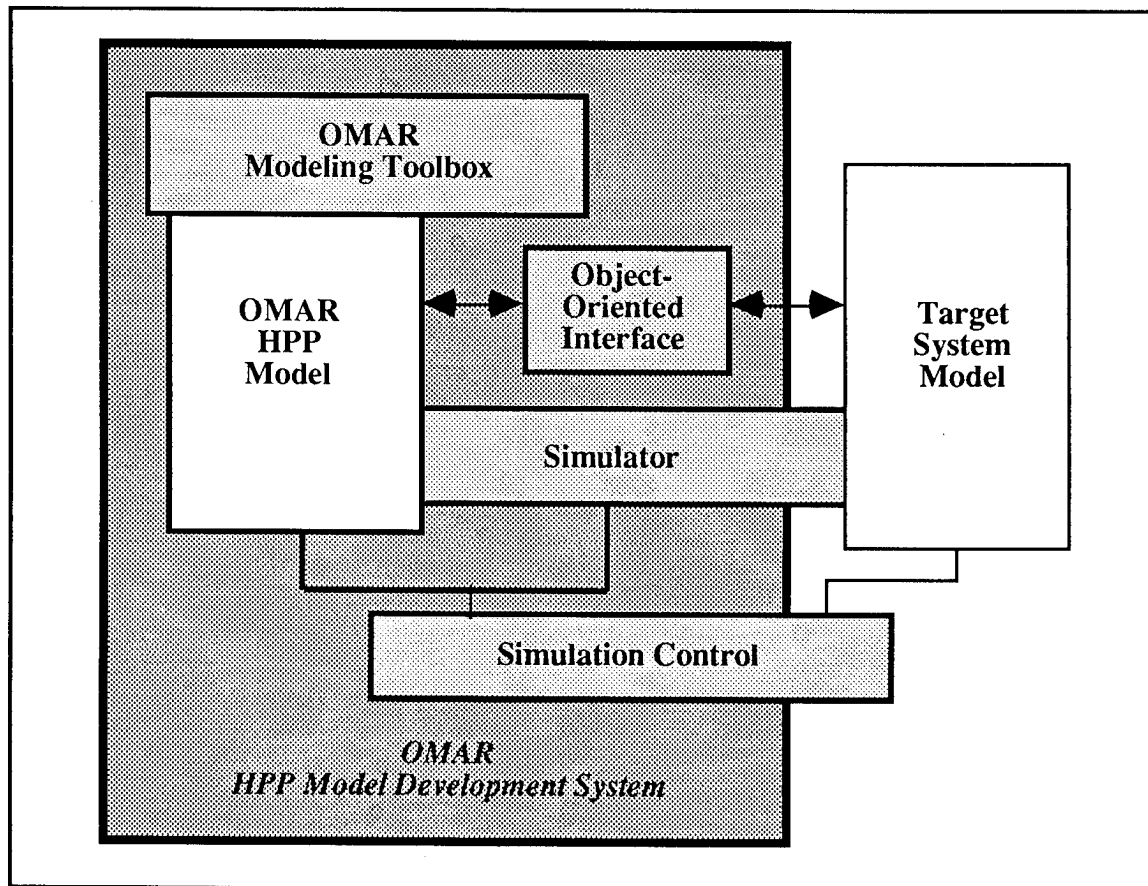 OMAR
Modeling Toolbox
OMAR
HPP
Model
Object-
Oriented
Interface
Target
System
Model
Simulator
Simulation Control
OMAR
HPP Model Development System